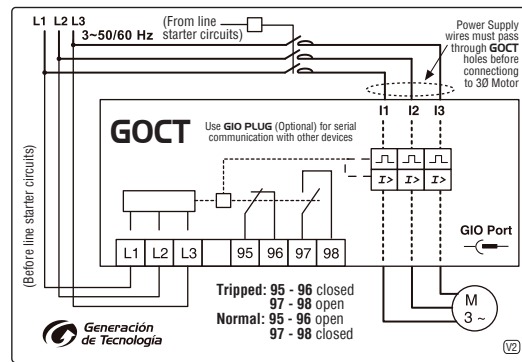 L1 L2 L3
3~50/60 Hz
(From line
starter circuits)
Power Supply
wires must pass
through GOCT
holes before
connectiong
to 3Ø Motor
I1 I2 I3
GOCT
Use GIO PLUG (Optional) for serial
communication with other devices
I> I> I>
(Before line starter circuits)
GIO Port
L1 L2 L3 95 96 97 98
Tripped: 95 - 96 closed
97 - 98 open
Normal: 95 - 96 open
97 - 98 closed
M
3 ~
Generación
de Tecnología
V2